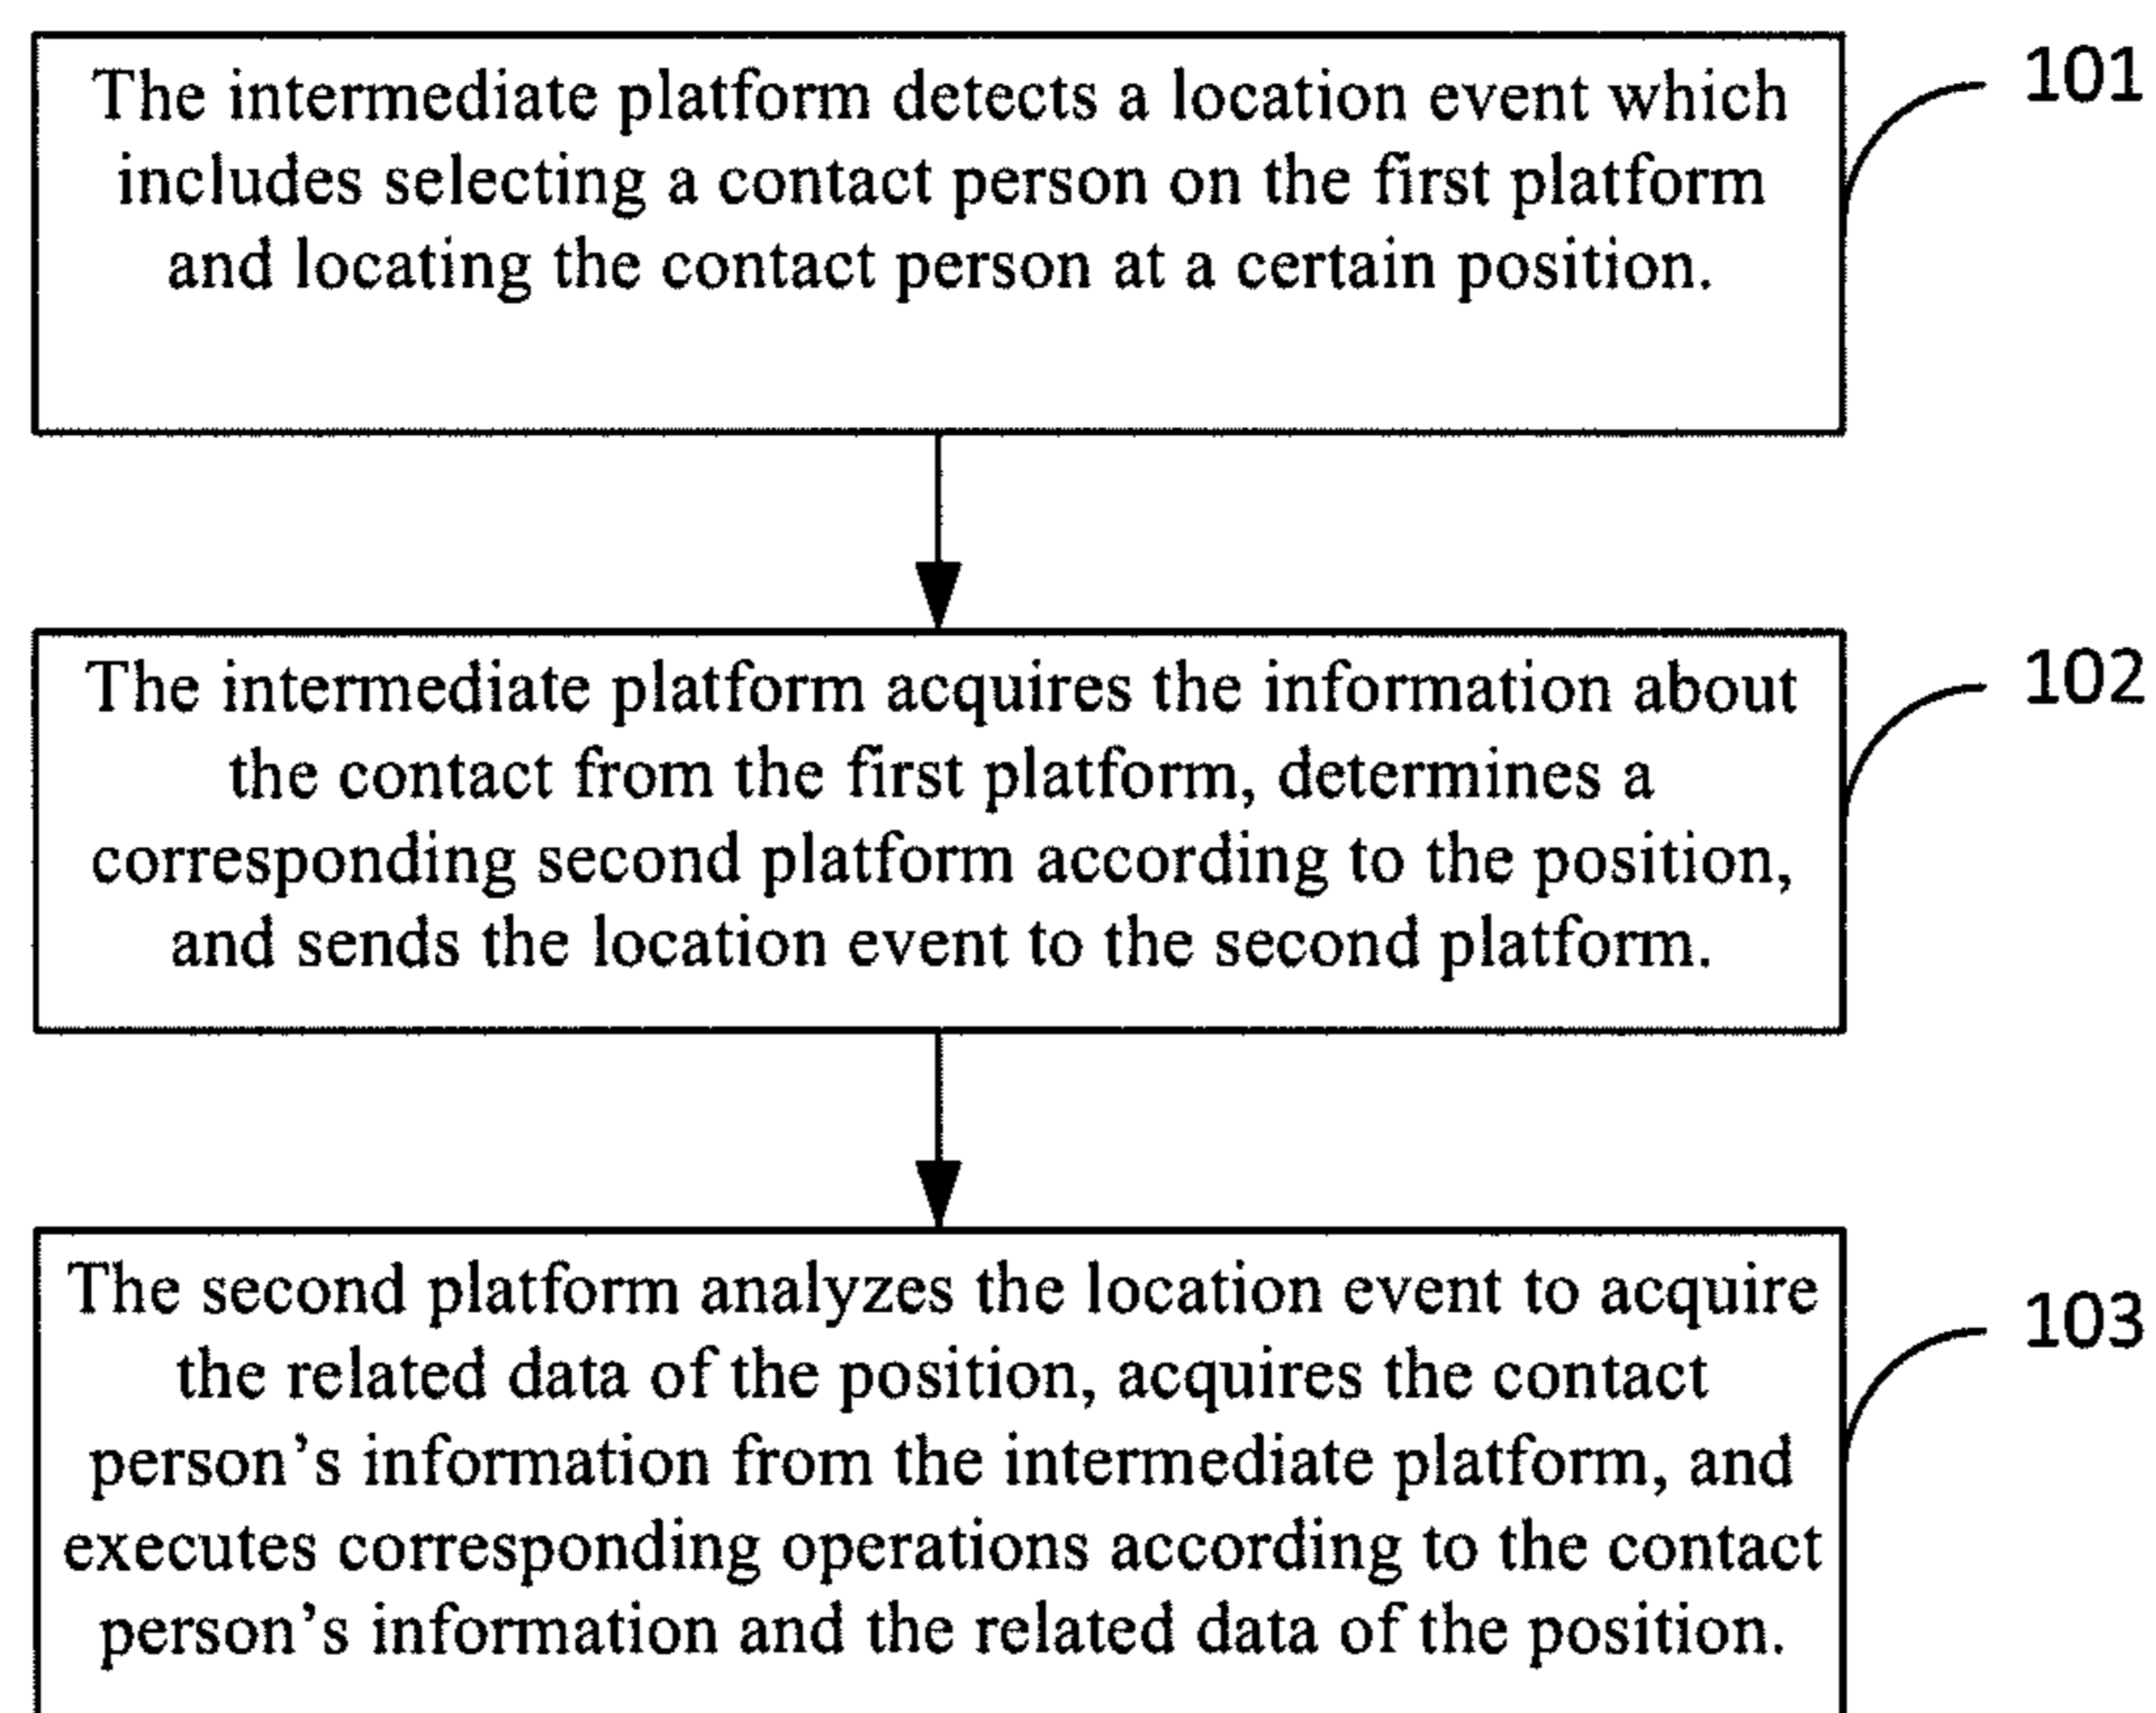 The intermediate platform detects a location event which
includes selecting a contact person on the first platform
and locating the contact person at a certain position.
101
The intermediate platform acquires the information about
the contact from the first platform, determines a
corresponding second platform according to the position,
and sends the location event to the second platform.
102
The second platform analyzes the location event to acquire
the related data of the position, acquires the contact
person’s information from the intermediate platform, and
executes corresponding operations according to the contact
person’s information and the related data of the position.
103